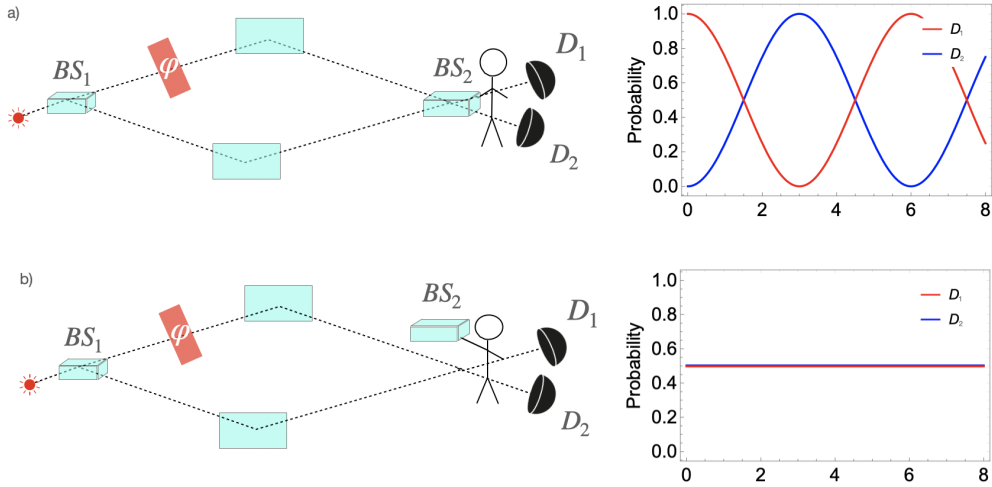 a)
BS₁
φ
BS₂
D₁
D₂
Probability
1.0
0.8
0.6
0.4
0.2
0.0
0 2 4 6 8
D₁
D₂
b)
BS₁
φ
BS₂
D₁
D₂
Probability
1.0
0.8
0.6
0.4
0.2
0.0
0 2 4 6 8
D₁
D₂